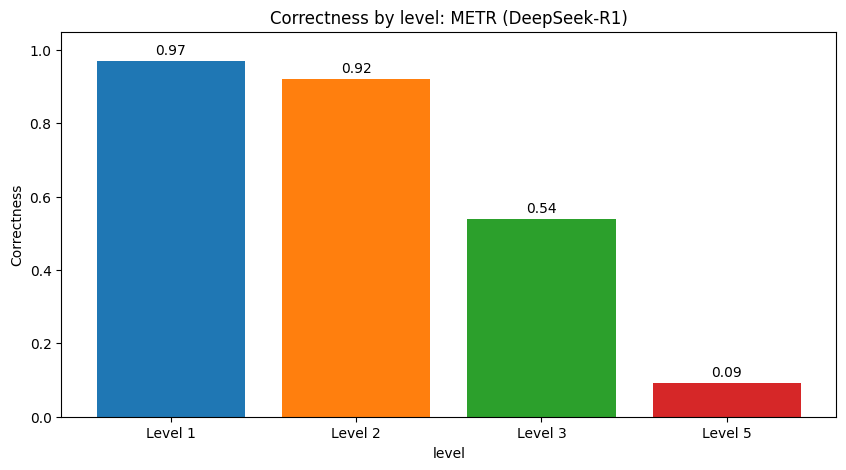 Correctness by level: METR (DeepSeek-R1)
Correctness
1.0
0.8
0.6
0.4
0.2
0.0
0.97
0.92
0.54
0.09
Level 1
Level 2
Level 3
Level 5
level